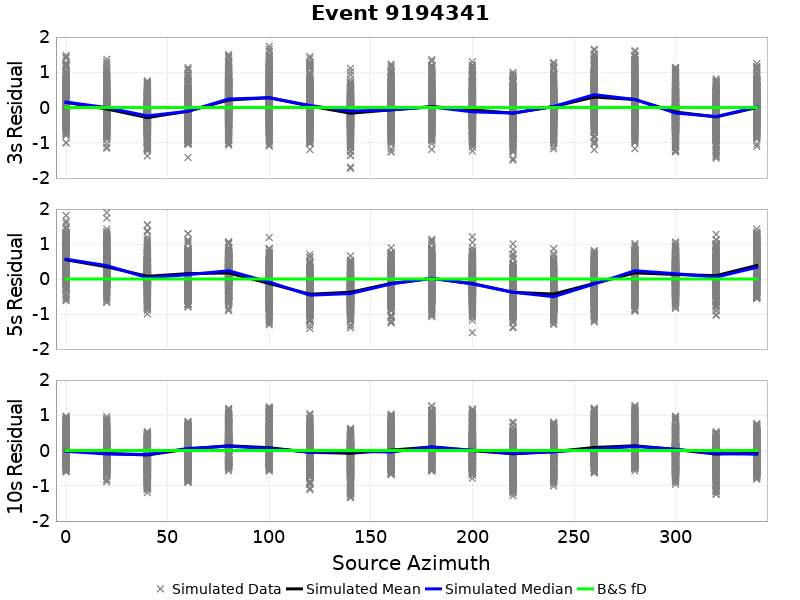 Event 9194341
3s Residual
2
1
0
-1
-2
5s Residual
2
1
0
-1
-2
10s Residual
2
1
0
-1
-2
0 50 100 150 200 250 300
Source Azimuth
Simulated Data Simulated Mean Simulated Median B&S fD